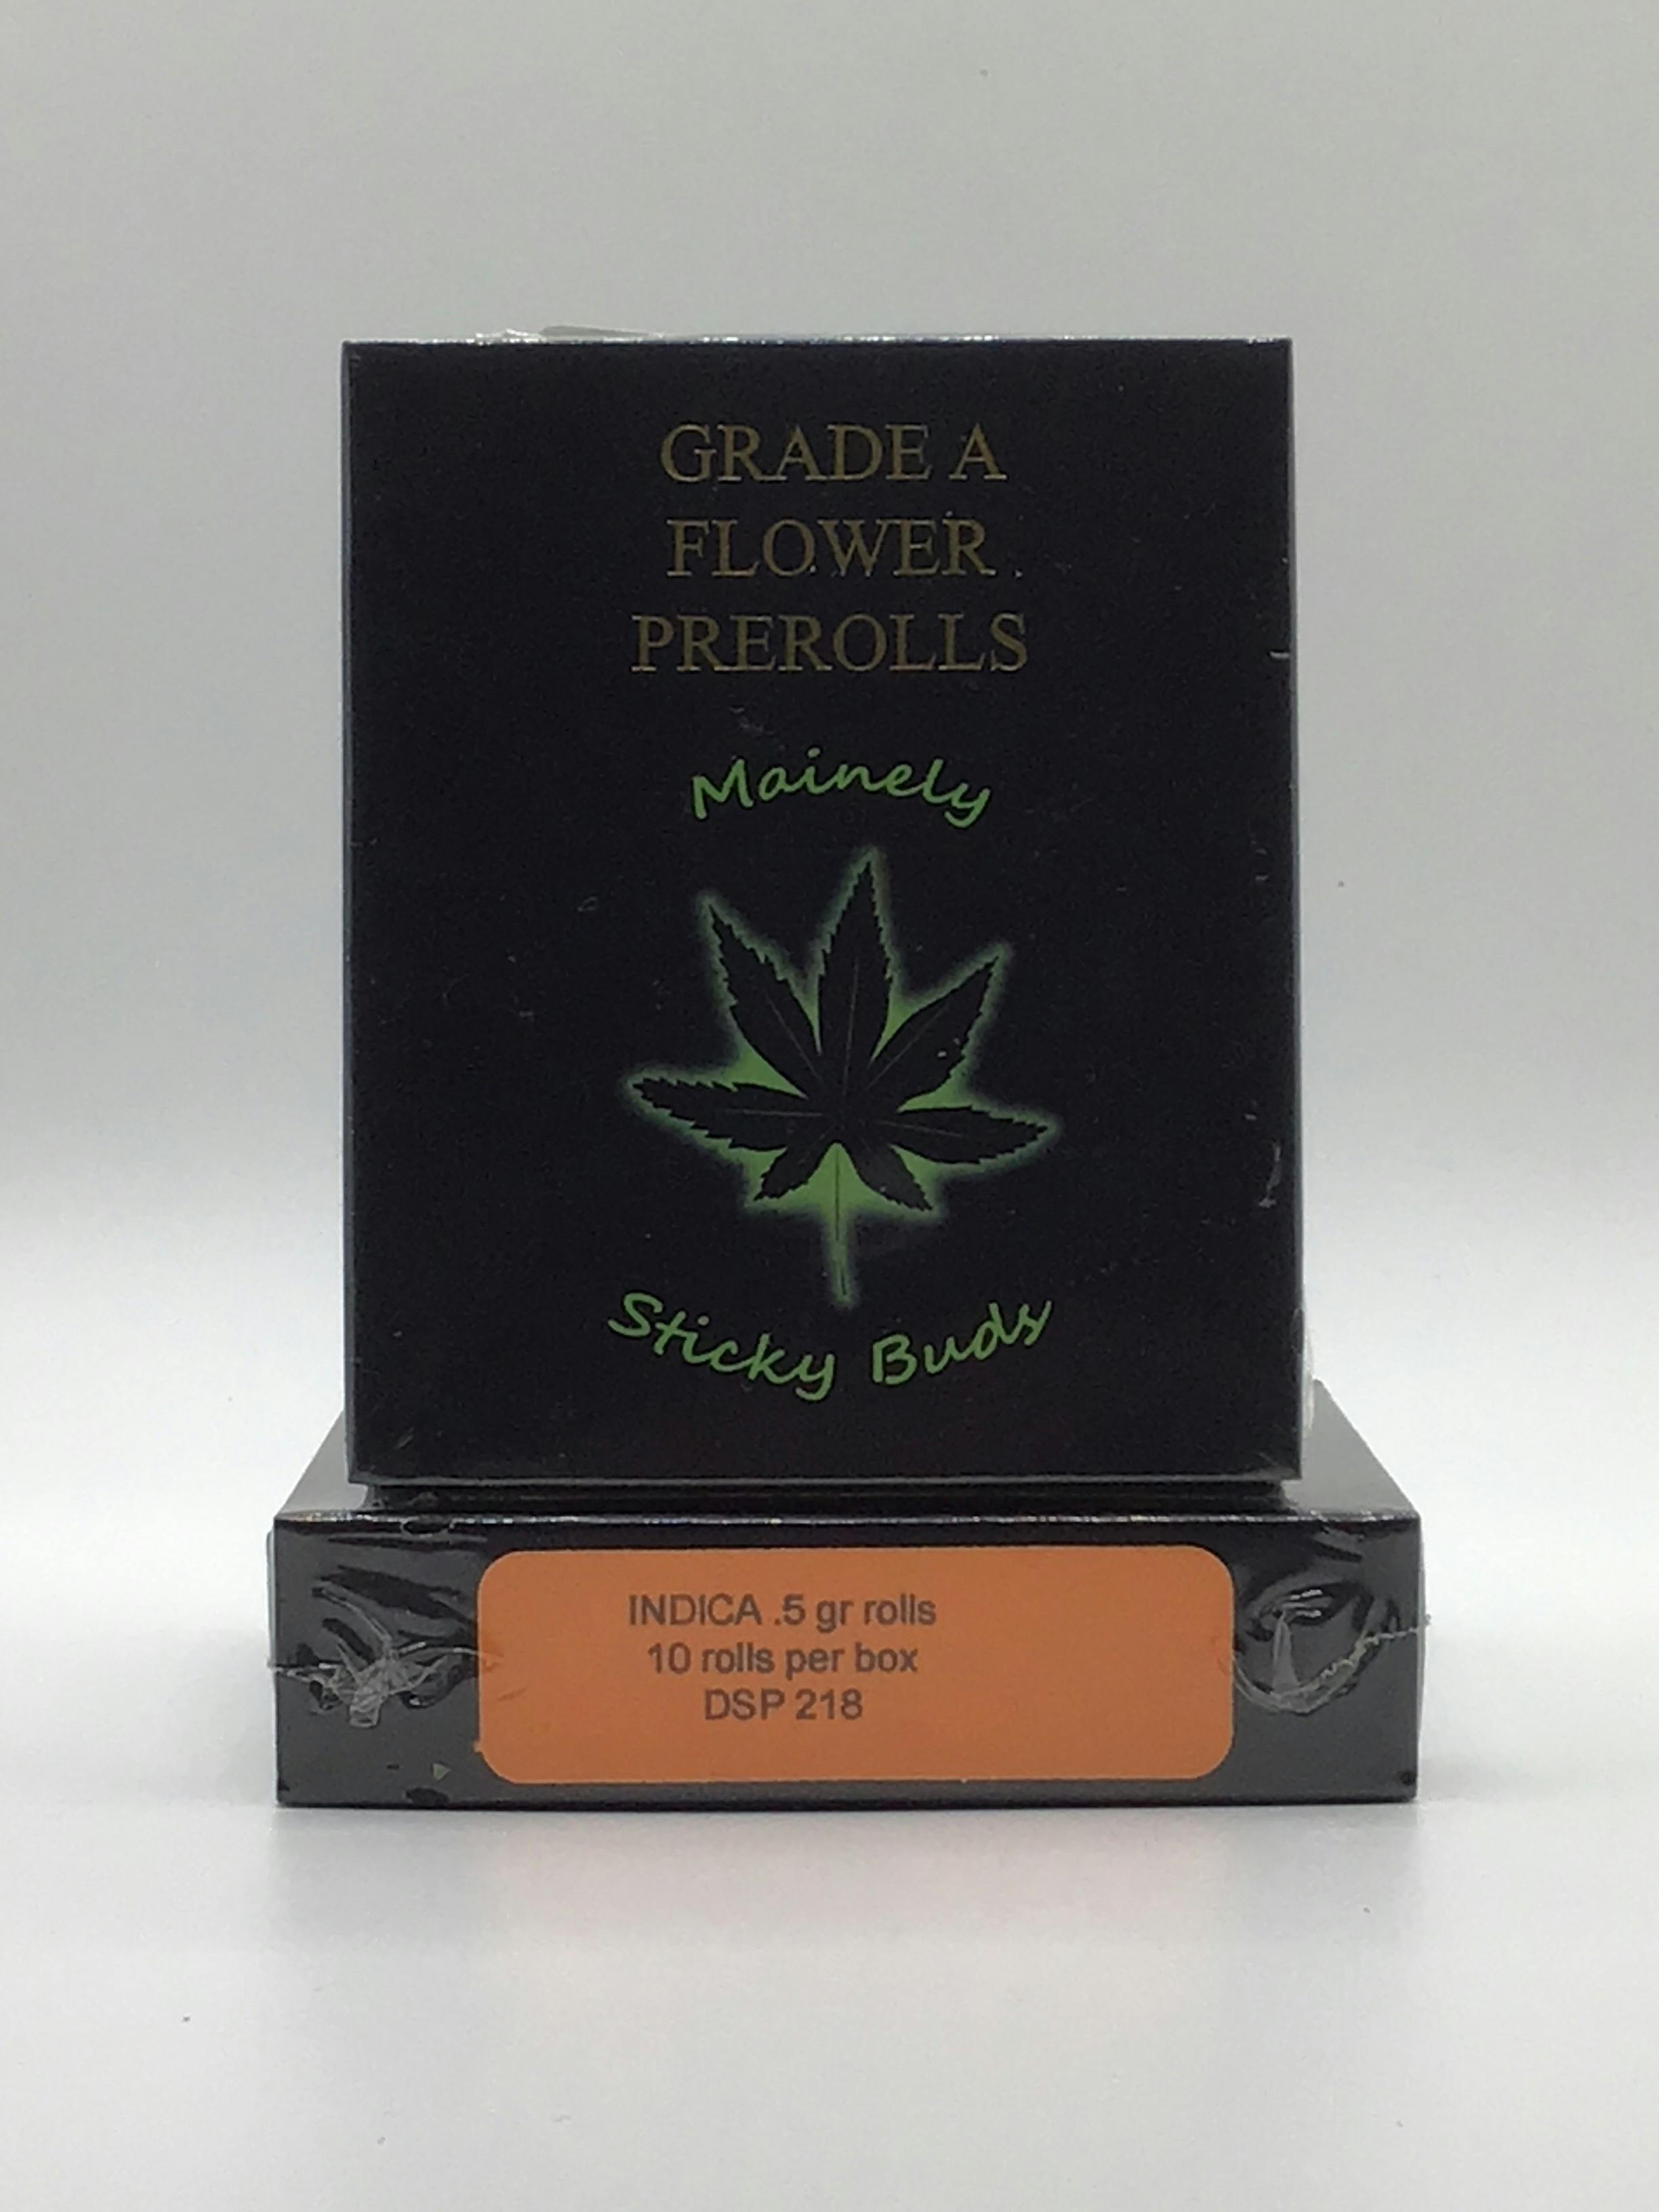 GRADE A
FLOWER
PREROLLS
Mainely
Sticky Buds
INDICA .5 gr rolls
10 rolls per box
DSP 218